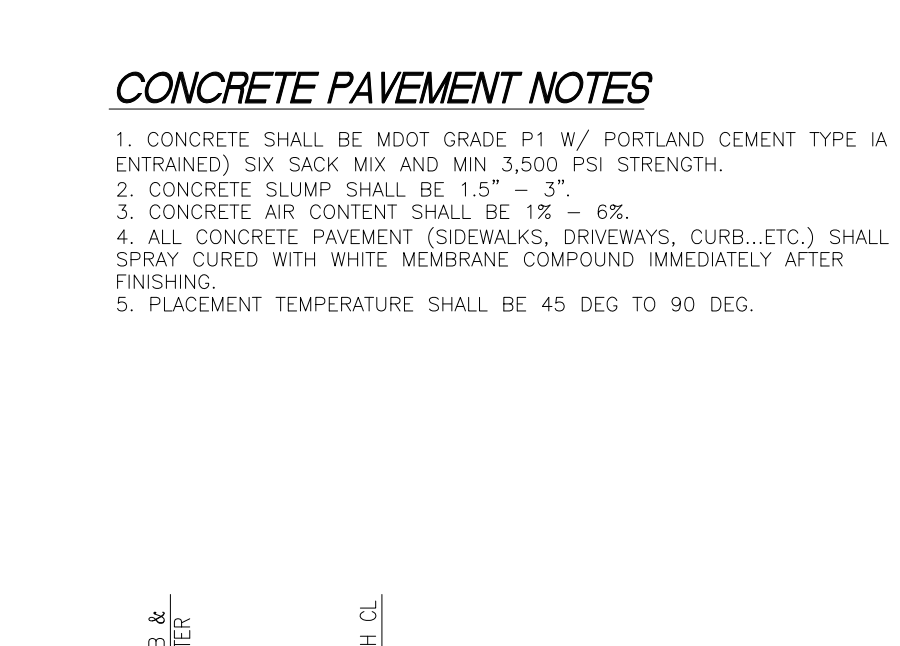 CONCRETE PAVEMENT NOTES
1. CONCRETE SHALL BE MDOT GRADE P1 W/ PORTLAND CEMENT TYPE IA
ENTRAINED) SIX SACK MIX AND MIN 3,500 PSI STRENGTH.
2. CONCRETE SLUMP SHALL BE 1.5" – 3".
3. CONCRETE AIR CONTENT SHALL BE 1% – 6%.
4. ALL CONCRETE PAVEMENT (SIDEWALKS, DRIVEWAYS, CURB...ETC.) SHALL
SPRAY CURED WITH WHITE MEMBRANE COMPOUND IMMEDIATELY AFTER
FINISHING.
5. PLACEMENT TEMPERATURE SHALL BE 45 DEG TO 90 DEG.
B &
TER
H CL